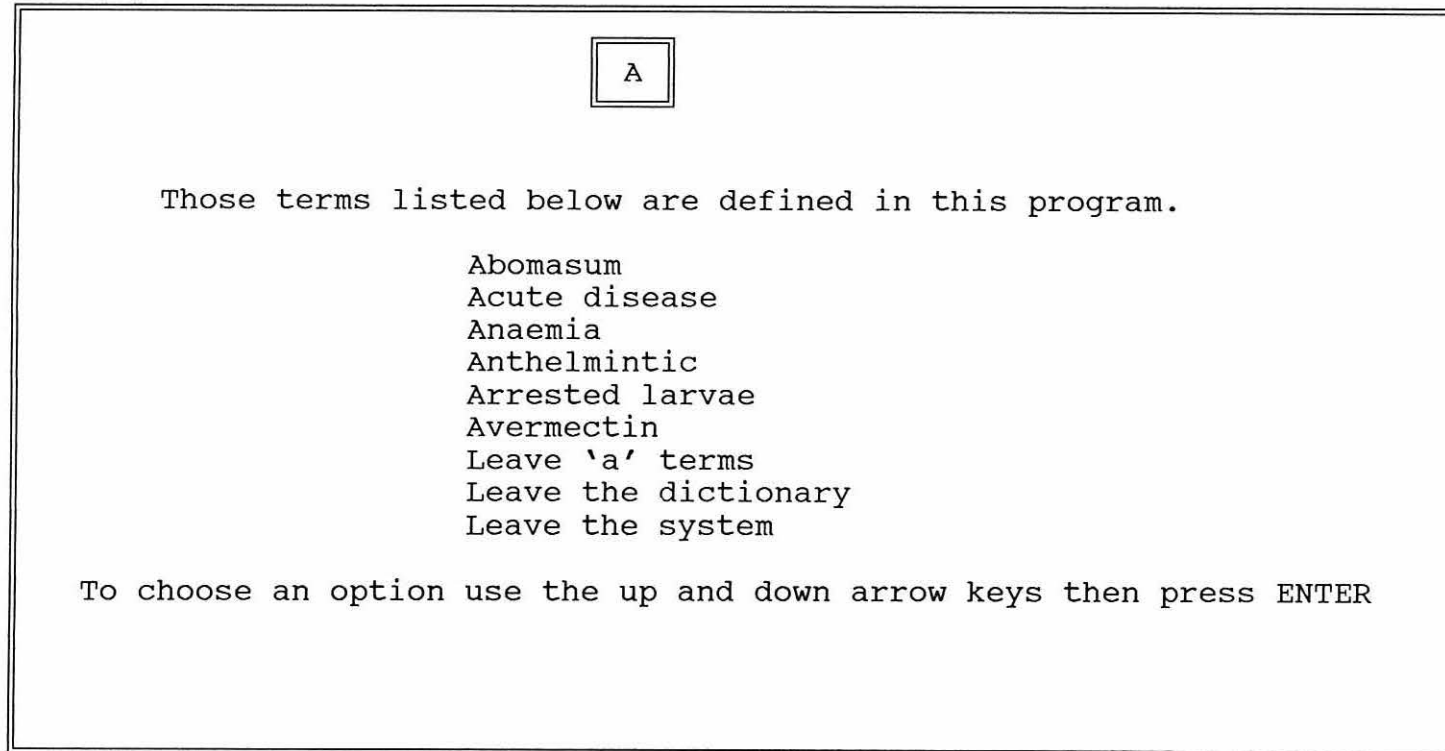 A
Those terms listed below are defined in this program.
Abomasum
Acute disease
Anaemia
Anthelmintic
Arrested larvae
Avermectin
Leave 'a' terms
Leave the dictionary
Leave the system
To choose an option use the up and down arrow keys then press ENTER